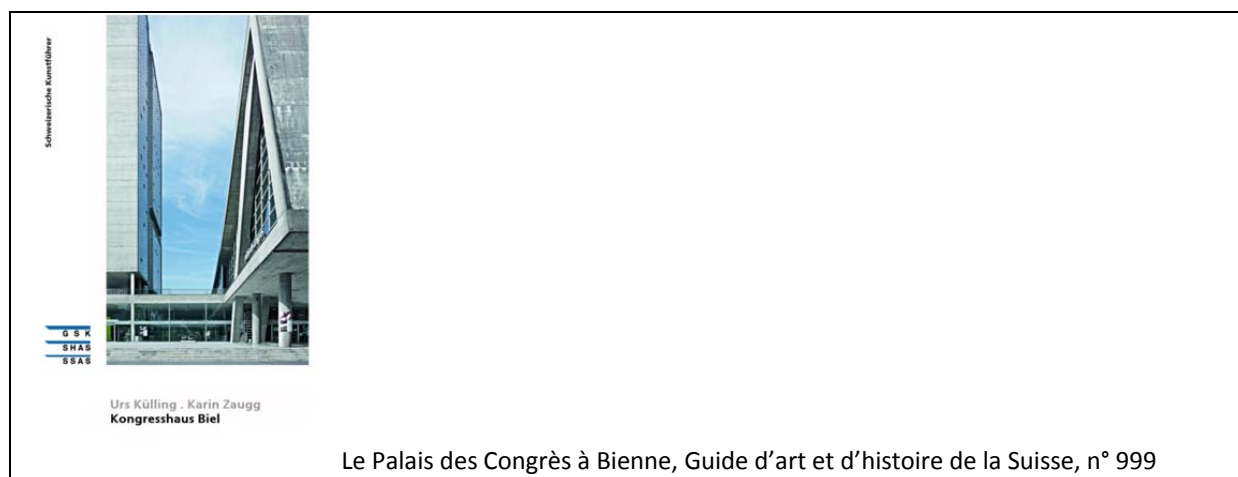 Schweizerische Kunstführer
GSK
SHAS
SSAS
Urs Külling . Karin Zaugg
Kongresshaus Biel
Le Palais des Congrès à Bienne, Guide d’art et d’histoire de la Suisse, n° 999